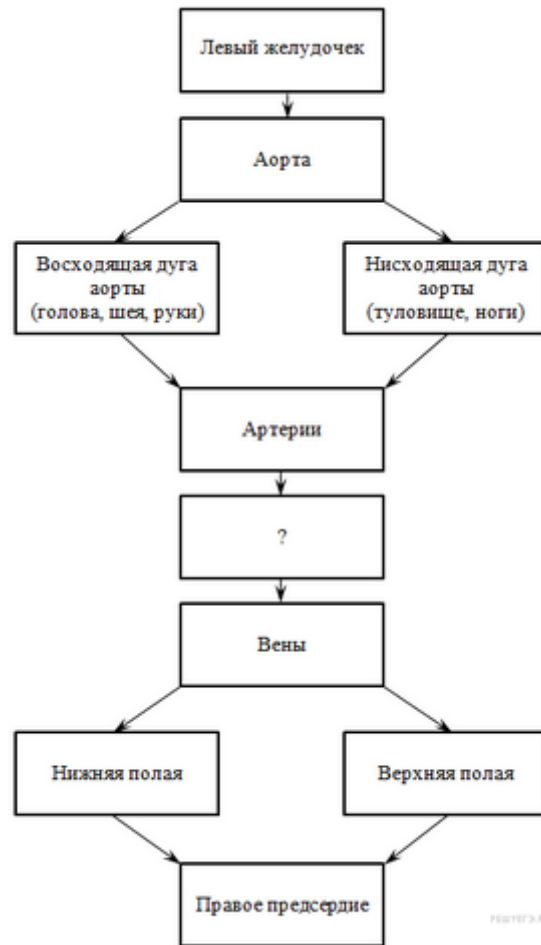 Левый желудочек
Аорта
Восходящая дуга
аорты
(голова, шея, руки)
Нисходящая дуга
аорты
(туловище, ноги)
Артерии
?
Вены
Нижняя полая
Верхняя полая
Правое предсердие